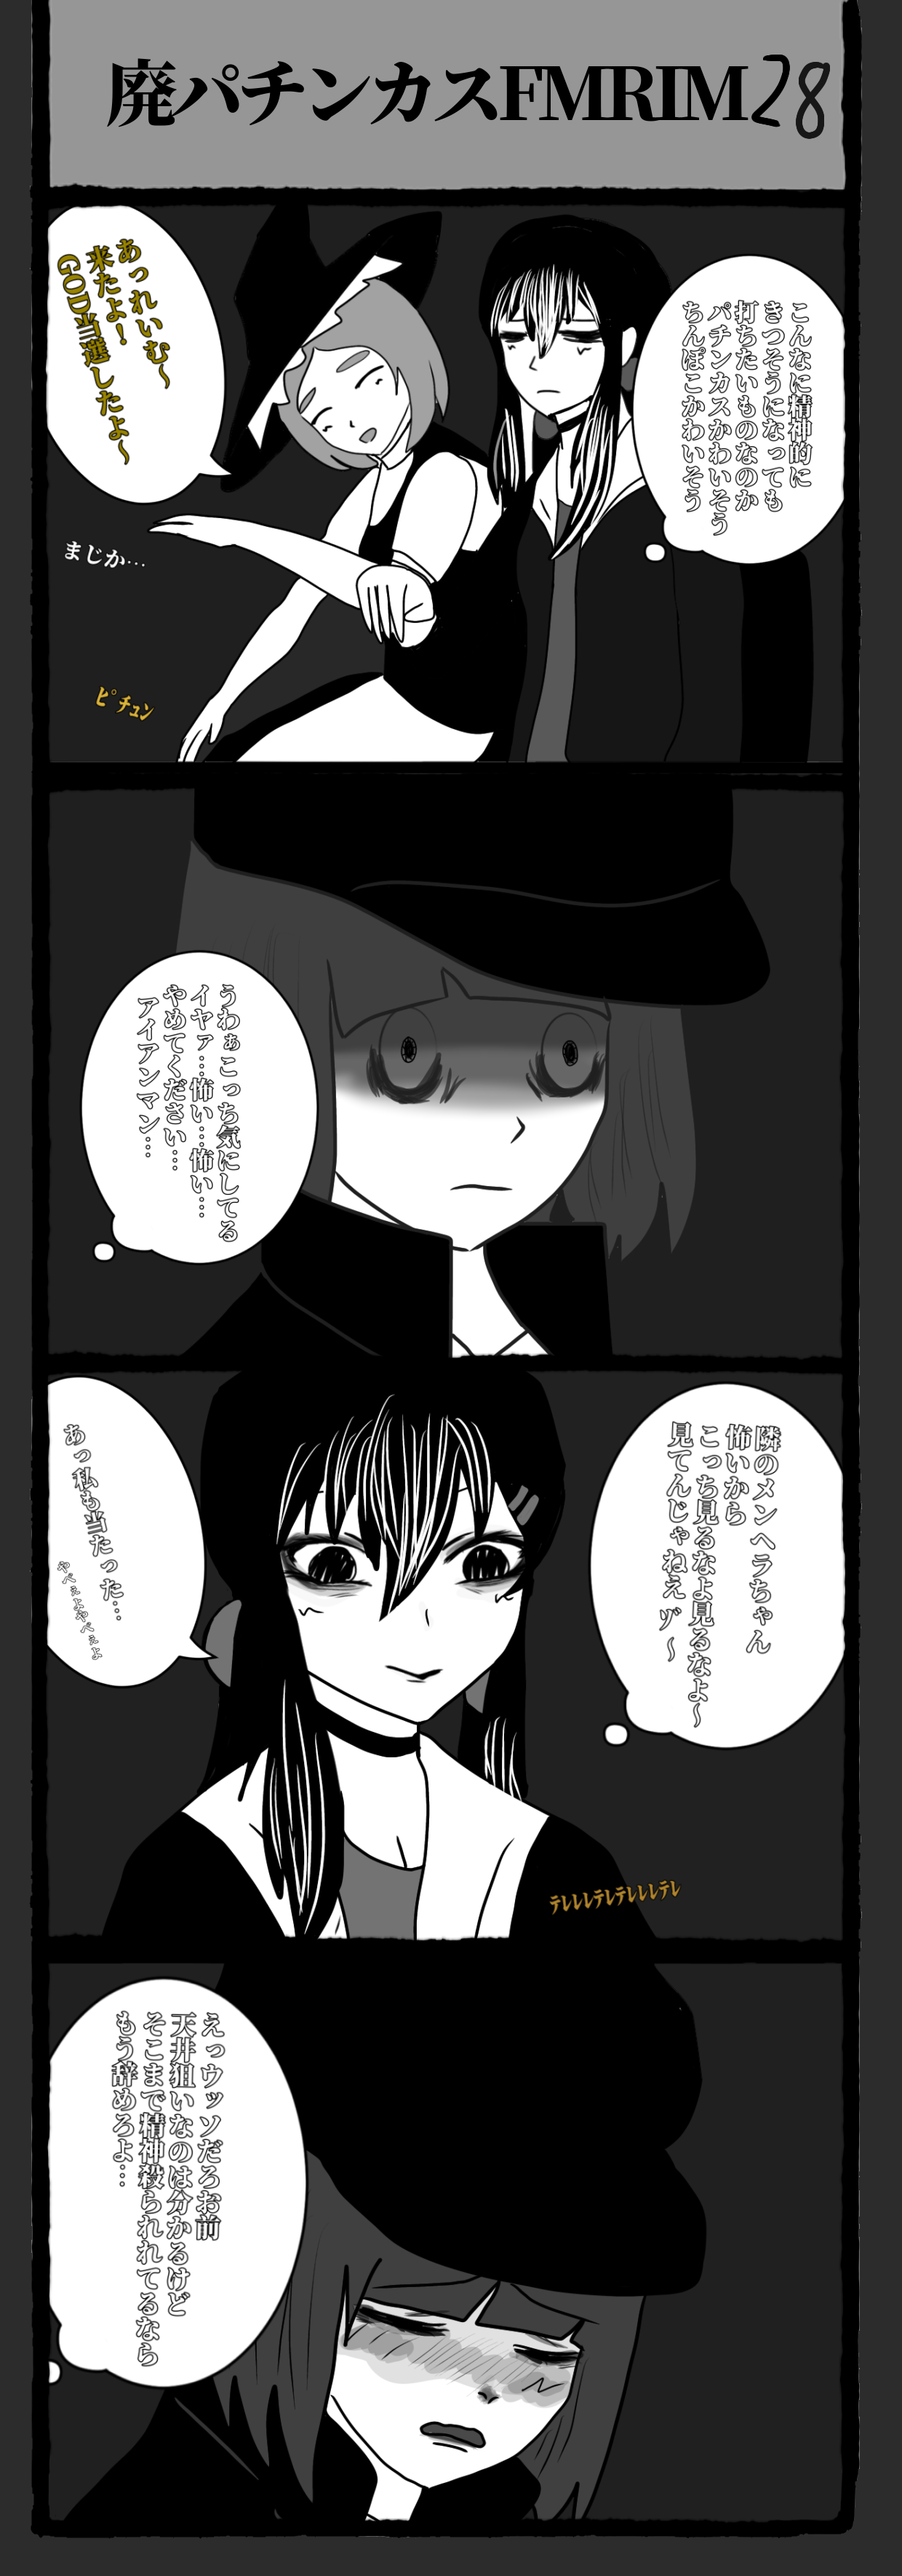 廃パチンカスFMRIM28
こんなに精神的に
きつそうになっても
打ちたいものなのか
パチンカスかわいそう
ちんぽこかわいそう
あっれいむ～
来たよ！
GOD当選したよ～
まじか…
ピチュン
うわぁこっち気にしてる
イヤァ…怖い…怖い…
やめてください…
アイアンマン…
隣のメンヘラちゃん
怖いから
こっち見るなよ見るなよ～
見てんじゃねえヅ～
あっ私も当たった…
やべぇよやべぇよ
テレレレテレテレレレテレ
えっウッソだろお前
天井狙いなのは分かるけど
そこまで精神殺られれてるなら
もう辞めろよ…